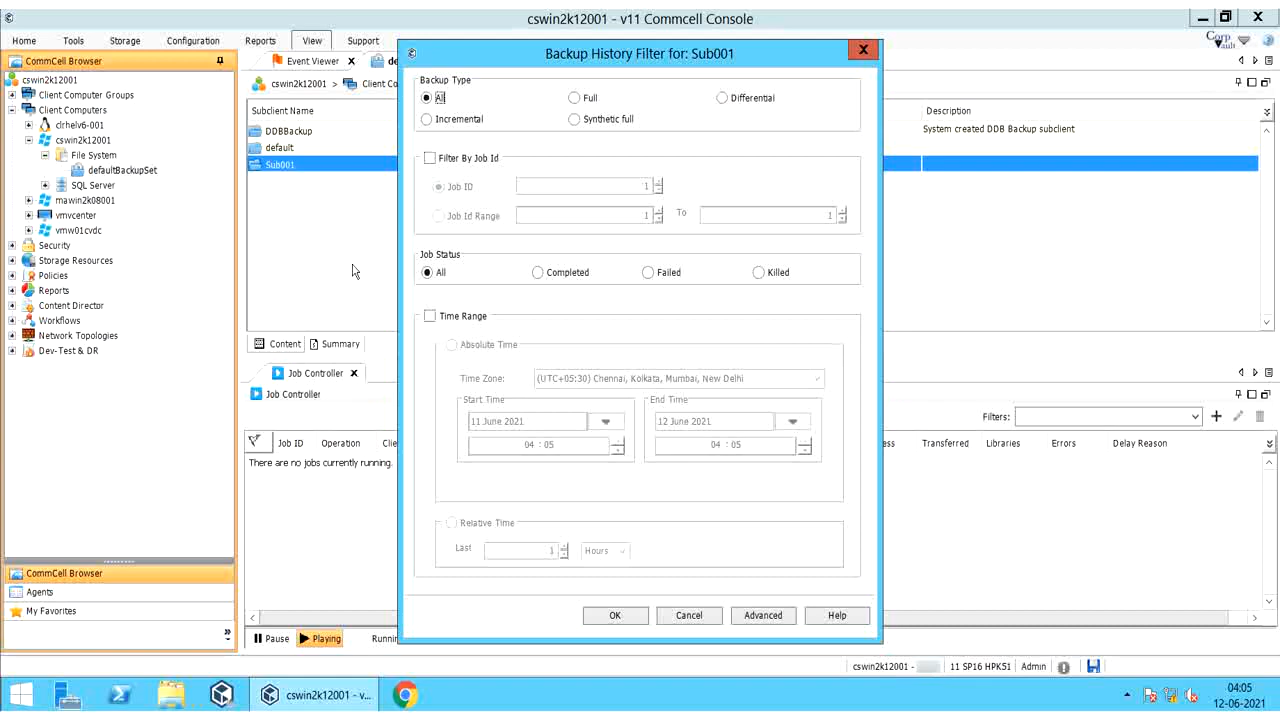 cswin2k12001 - v11 Commcell Console
Home Tools Storage Configuration Reports View Support
CommCell Browser
cswin2k12001
Client Computer Groups
Client Computers
clrhelv6-001
cswin2k12001
File System
defaultBackupSet
SQL Server
mawin2k08001
vmvcenter
vmw01cvdc
Security
Storage Resources
Policies
Reports
Content Director
Workflows
Network Topologies
Dev-Test & DR
CommCell Browser
Agents
My Favorites
Event Viewer
cswin2k12001 > Client Co
Subclient Name
Description
DDBBackup
System created DDB Backup subclient
default
Sub001
Content Summary
Job Controller
Job Controller
Filters:
Job ID Operation Clie
ess Transferred Libraries Errors Delay Reason
There are no jobs currently running.
Pause Playing Runnin
Backup History Filter for: Sub001
Backup Type
All Full Differential
Incremental Synthetic full
Filter By Job Id
Job ID 1
Job Id Range 1 To 1
Job Status
All Completed Failed Killed
Time Range
Absolute Time
Time Zone: (UTC+05:30) Chennai, Kolkata, Mumbai, New Delhi
Start Time End Time
11 June 2021 12 June 2021
04 : 05 04 : 05
Relative Time
Last 1 Hours
OK Cancel Advanced Help
cswin2k12001 - 11 SP16 HPK51 Admin
cswin2k12001 - v...
04:05
12-06-2021